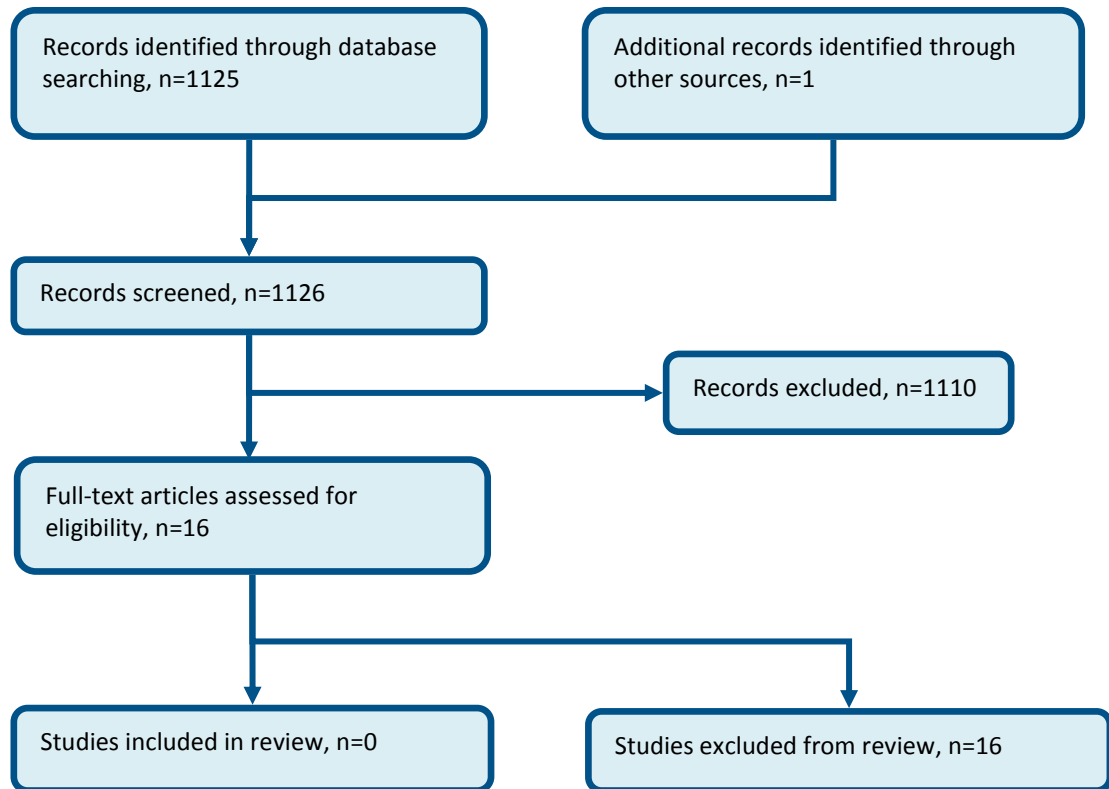 Records identified through database
searching, n=1125
Additional records identified through
other sources, n=1
Records screened, n=1126
Records excluded, n=1110
Full-text articles assessed for
eligibility, n=16
Studies included in review, n=0
Studies excluded from review, n=16